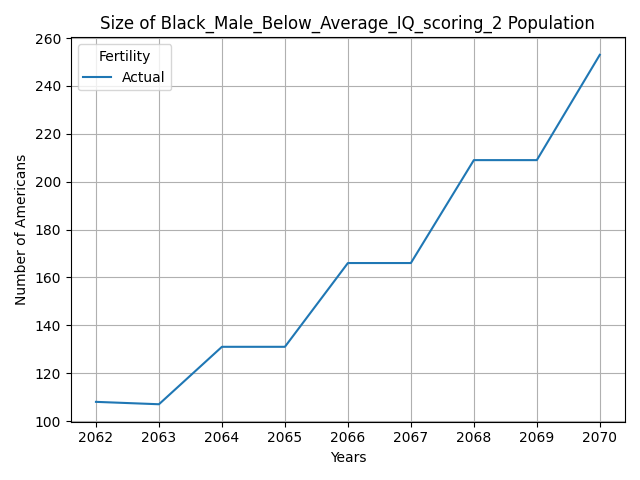 Size of Black_Male_Below_Average_IQ_scoring_2 Population
Fertility
Actual
Number of Americans
260
240
220
200
180
160
140
120
100
2062 2063 2064 2065 2066 2067 2068 2069 2070
Years